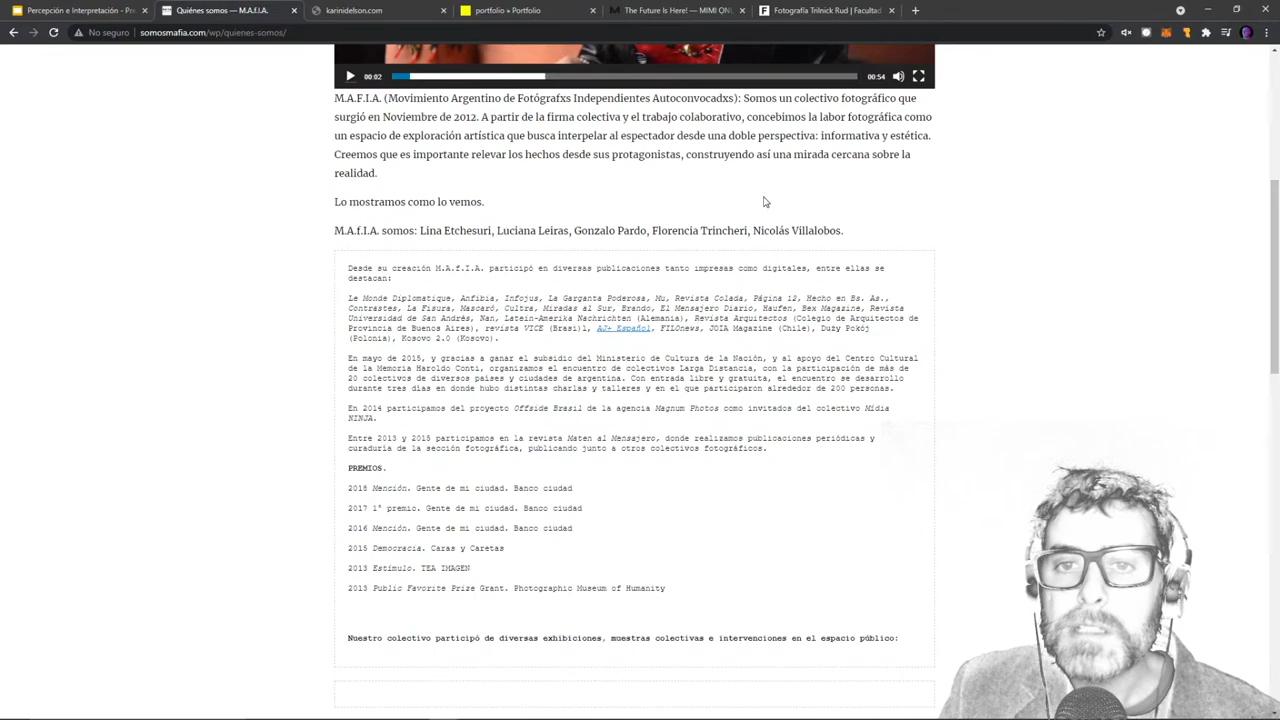 Percepción e Interpretación - Pre
Quiénes somos — M.A.f.I.A.
karinidelson.com
portfolio » Portfolio
The Future Is Here! — MIMI QNU
Fotografía Trilnick Rud | Facultad
No seguro
somosmafia.com/wp/quienes-somos/
00:02
00:54
M.A.F.I.A. (Movimiento Argentino de Fotógrafxs Independientes Autoconvocadxs): Somos un colectivo fotográfico que
surgió en Noviembre de 2012. A partir de la firma colectiva y el trabajo colaborativo, concebimos la labor fotográfica como
un espacio de exploración artística que busca interpelar al espectador desde una doble perspectiva: informativa y estética.
Creemos que es importante relevar los hechos desde sus protagonistas, construyendo así una mirada cercana sobre la
realidad.
Lo mostramos como lo vemos.
M.A.f.I.A. somos: Lina Etchesuri, Luciana Leiras, Gonzalo Pardo, Florencia Trincheri, Nicolás Villalobos.
Desde su creación M.A.f.I.A. participó en diversas publicaciones tanto impresas como digitales, entre ellas se
destacan:
Le Monde Diplomatique, Anfibia, Infojus, La Garganta Poderosa, Mu, Revista Colada, Página 12, Hecho en Bs. As.,
Contrastes, La Fisura, Mascaró, Cultra, Miradas al Sur, Brando, El Mensajero Diario, Haufen, Bex Magazine, Revista
Universidad de San Andrés, Nan, Latein-Amerika Nachrichten (Alemania), Revista Arquitectos (Colegio de Arquitectos de
Provincia de Buenos Aires), revista VICE (Brasi)l, AJ+ Español, FILOnews, JOIA Magazine (Chile), Duży Pokój
(Polonia), Kosovo 2.0 (Kosovo).
En mayo de 2015, y gracias a ganar el subsidio del Ministerio de Cultura de la Nación, y al apoyo del Centro Cultural
de la Memoria Haroldo Conti, organizamos el encuentro de colectivos Larga Distancia, con la participación de más de
20 colectivos de diversos países y ciudades de argentina. Con entrada libre y gratuita, el encuentro se desarrollo
durante tres días en donde hubo distintas charlas y talleres y en el que participaron alrededor de 200 personas.
En 2014 participamos del proyecto Offside Brasil de la agencia Magnum Photos como invitados del colectivo Mídia
NINJA.
Entre 2013 y 2015 participamos en la revista Maten al Mensajero, donde realizamos publicaciones periódicas y
curaduría de la sección fotográfica, publicando junto a otros colectivos fotográficos.
PREMIOS.
2018 Mención. Gente de mi ciudad. Banco ciudad
2017 1° premio. Gente de mi ciudad. Banco ciudad
2016 Mención. Gente de mi ciudad. Banco ciudad
2015 Democracia. Caras y Caretas
2013 Estímulo. TEA IMAGEN
2013 Public Favorite Prize Grant. Photographic Museum of Humanity
Nuestro colectivo participó de diversas exhibiciones, muestras colectivas e intervenciones en el espacio público: